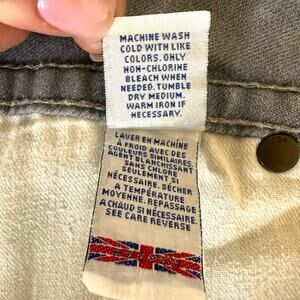 MACHINE WASH
COLD WITH LIKE
COLORS. ONLY
NON-CHLORINE
BLEACH WHEN
NEEDED. TUMBLE
DRY MEDIUM.
WARM IRON IF
NECESSARY.
LAVER EN MACHINE
À FROID AVEC DES
COULEURS SIMILAIRES.
AGENT BLANCHISSANT
SANS CHLORE
SEULEMENT SI
NÉCESSAIRE. SÉCHER
A TEMPÉRATURE
MOYENNE. REPASSAGE
A CHAUD SI NÉCESSAIRE.
SEE CARE REVERSE